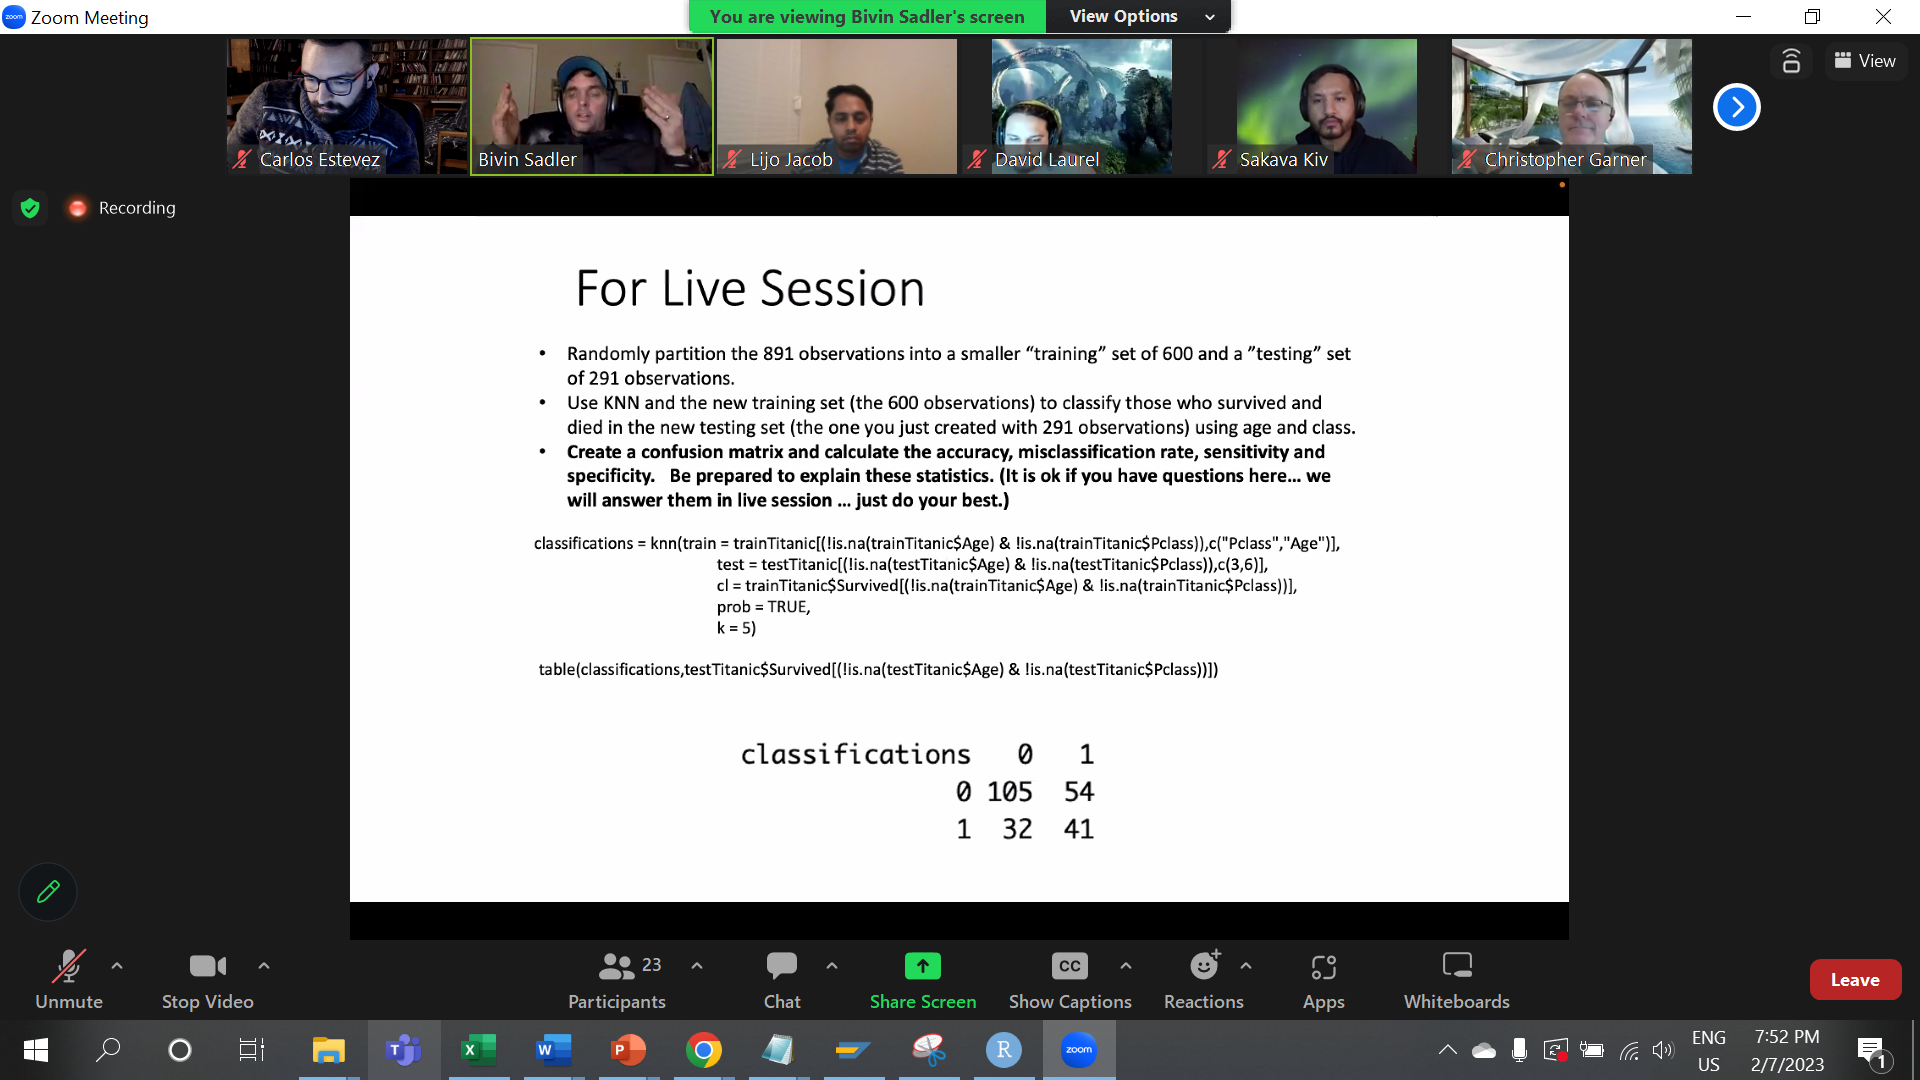 zoom Zoom Meeting
You are viewing Bivin Sadler's screen View Options
Carlos Estevez Bivin Sadler Lijo Jacob David Laurel Sakava Kiv Christopher Garner
View
Recording
For Live Session
• Randomly partition the 891 observations into a smaller “training” set of 600 and a ”testing” set
of 291 observations.
• Use KNN and the new training set (the 600 observations) to classify those who survived and
died in the new testing set (the one you just created with 291 observations) using age and class.
• Create a confusion matrix and calculate the accuracy, misclassification rate, sensitivity and
specificity. Be prepared to explain these statistics. (It is ok if you have questions here… we
will answer them in live session … just do your best.)
classifications = knn(train = trainTitanic[(!is.na(trainTitanic$Age) & !is.na(trainTitanic$Pclass)),c("Pclass","Age")],
test = testTitanic[(!is.na(testTitanic$Age) & !is.na(testTitanic$Pclass)),c(3,6)],
cl = trainTitanic$Survived[(!is.na(trainTitanic$Age) & !is.na(trainTitanic$Pclass))],
prob = TRUE,
k = 5)
table(classifications,testTitanic$Survived[(!is.na(testTitanic$Age) & !is.na(testTitanic$Pclass))])
classifications 0 1
0 105 54
1 32 41
23
CC
Unmute Stop Video Participants Chat Share Screen Show Captions Reactions Apps Whiteboards
Leave
T X W P R zoom
ENG 7:52 PM
US 2/7/2023
1